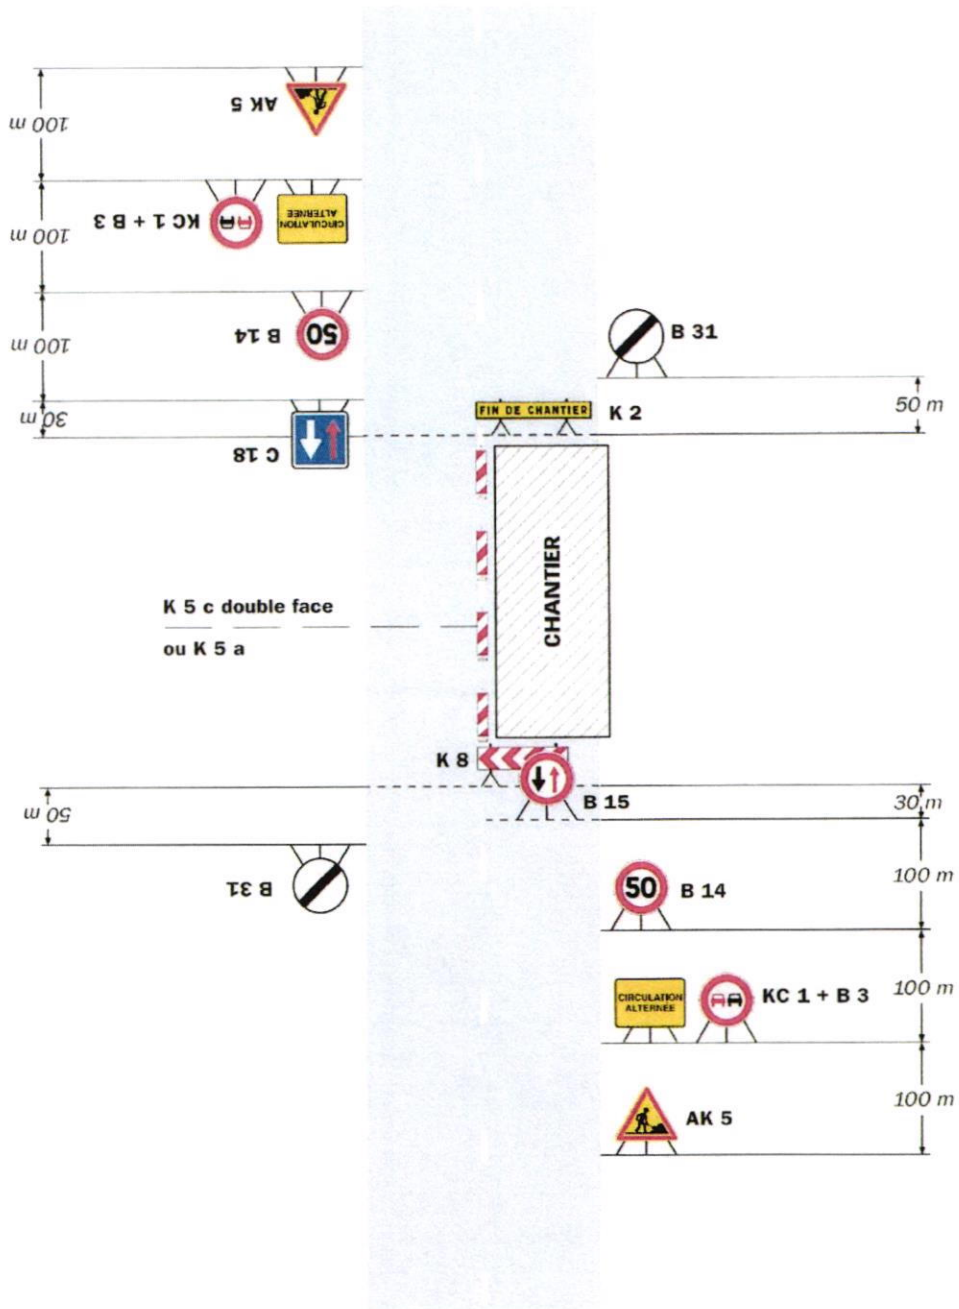 AK 5
100 m
KC 1 + B 3
CIRCULATION
ALTERNÉE
100 m
B 14
50
100 m
30 m
C 18
B 31
50 m
FIN DE CHANTIER
K 2
CHANTIER
K 5 c double face
ou K 5 a
K 8
B 15
30 m
50 m
B 31
50
B 14
100 m
CIRCULATION
ALTERNÉE
KC 1 + B 3
100 m
AK 5
100 m